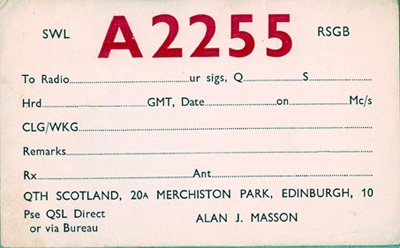 SWL A2255 RSGB
To Radio ur sigs, Q S
Hrd GMT, Date on Mc/s
CLG/WKG
Remarks
Rx Ant
QTH SCOTLAND, 20A MERCHISTON PARK, EDINBURGH, 10
Pse QSL Direct
or via Bureau
ALAN J. MASSON